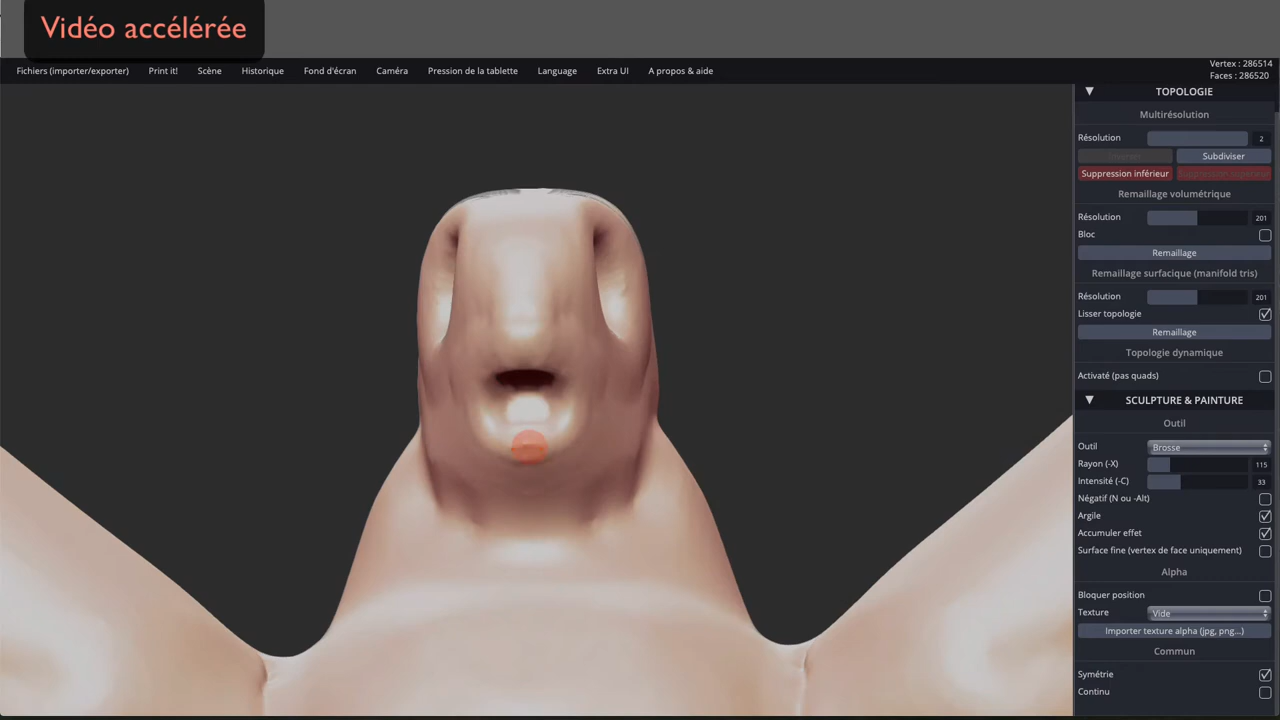 Vidéo accélérée
Fichiers (importer/exporter) Print it! Scène Historique Fond d'écran Caméra Pression de la tablette Language Extra UI A propos & aide
Vertex : 286514
Faces : 286520
TOPOLOGIE
Multirésolution
Résolution 2
Subdiviser
Suppression inférieur
Remaillage volumétrique
Résolution 201
Bloc
Remaillage
Remaillage surfacique (manifold tris)
Résolution 201
Lisser topologie
Remaillage
Topologie dynamique
Activaté (pas quads)
SCULPTURE & PAINTURE
Outil
Outil Brosse
Rayon (-X) 115
Intensité (-C) 33
Négatif (N ou -Alt)
Argile
Accumuler effet
Surface fine (vertex de face uniquement)
Alpha
Bloquer position
Texture Vide
Importer texture alpha (jpg, png...)
Commun
Symétrie
Continu